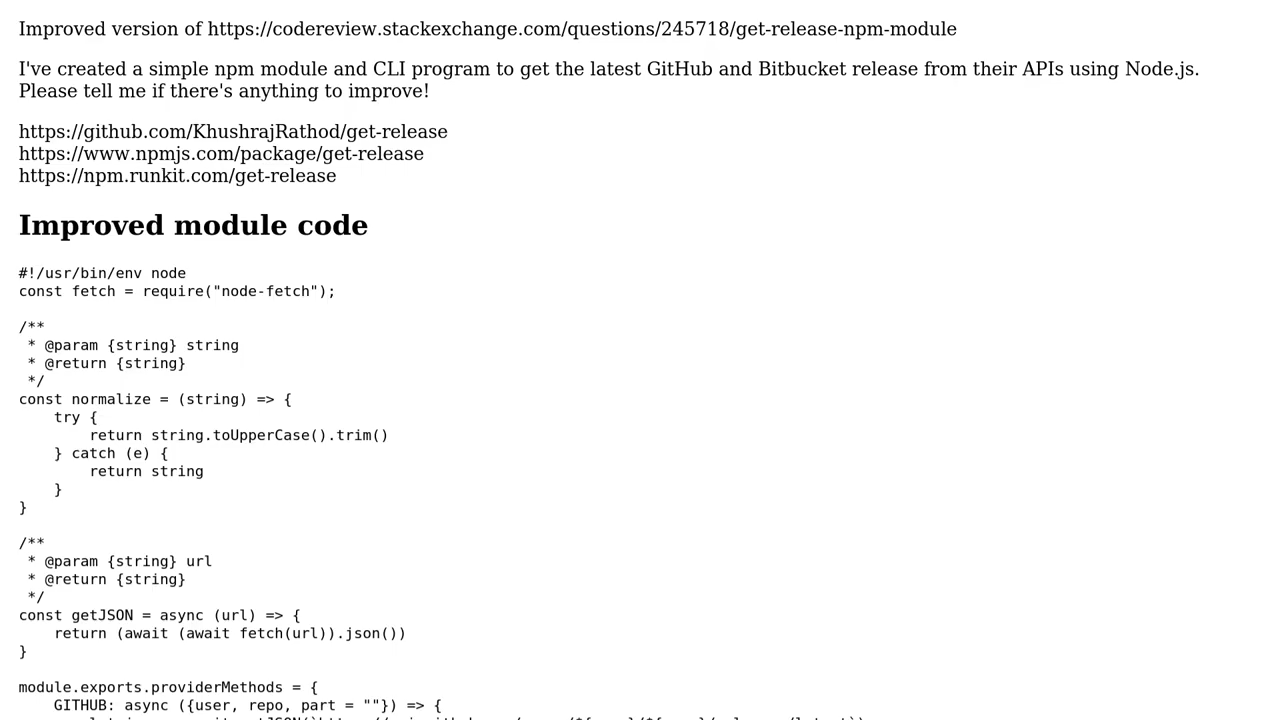 Improved version of https://codereview.stackexchange.com/questions/245718/get-release-npm-module
I've created a simple npm module and CLI program to get the latest GitHub and Bitbucket release from their APIs using Node.js.
Please tell me if there's anything to improve!
https://github.com/KhushrajRathod/get-release
https://www.npmjs.com/package/get-release
https://npm.runkit.com/get-release
Improved module code
#!/usr/bin/env node
const fetch = require("node-fetch");
/**
 * @param {string} string
 * @return {string}
 */
const normalize = (string) => {
    try {
        return string.toUpperCase().trim()
    } catch (e) {
        return string
    }
}
/**
 * @param {string} url
 * @return {string}
 */
const getJSON = async (url) => {
    return (await (await fetch(url)).json())
}
module.exports.providerMethods = {
    GITHUB: async ({user, repo, part = ""}) => {